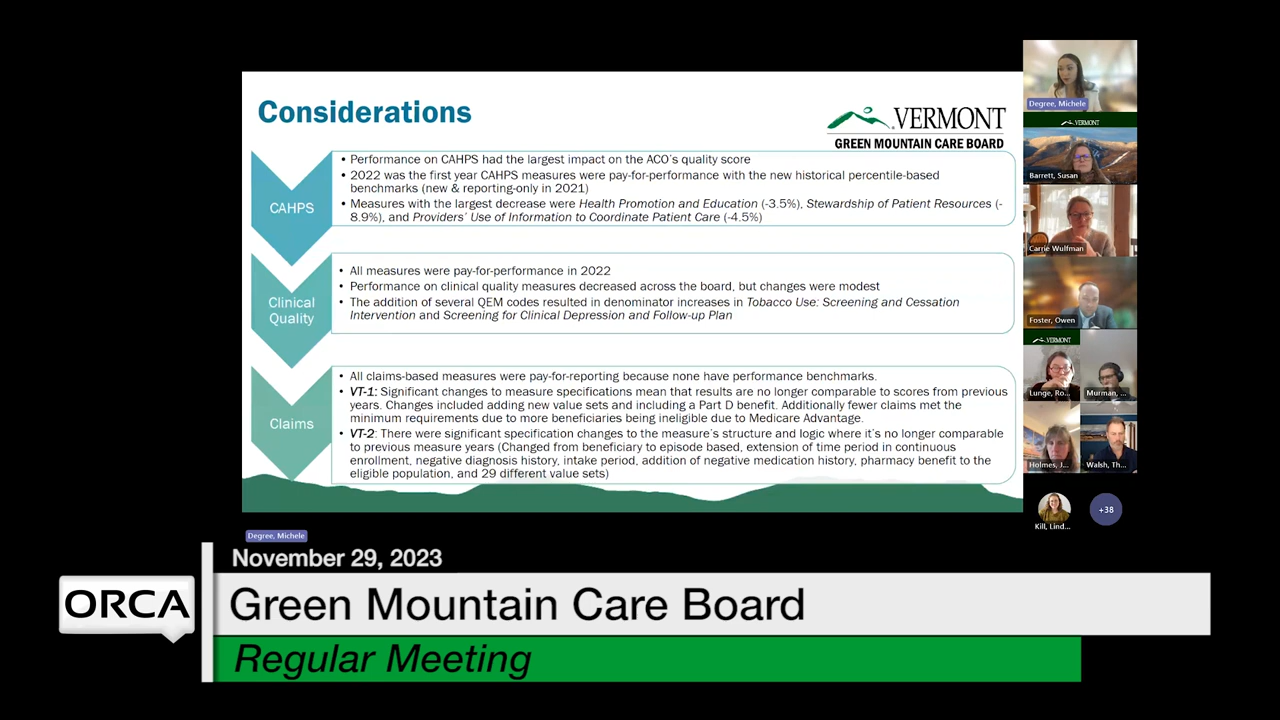 Considerations
VERMONT
GREEN MOUNTAIN CARE BOARD
CAHPS
• Performance on CAHPS had the largest impact on the ACO's quality score
• 2022 was the first year CAHPS measures were pay-for-performance with the new historical percentile-based
benchmarks (new & reporting-only in 2021)
• Measures with the largest decrease were Health Promotion and Education (-3.5%), Stewardship of Patient Resources (-
8.9%), and Providers' Use of Information to Coordinate Patient Care (-4.5%)
Clinical
Quality
• All measures were pay-for-performance in 2022
• Performance on clinical quality measures decreased across the board, but changes were modest
• The addition of several QEM codes resulted in denominator increases in Tobacco Use: Screening and Cessation
Intervention and Screening for Clinical Depression and Follow-up Plan
Claims
• All claims-based measures were pay-for-reporting because none have performance benchmarks.
• VT-1: Significant changes to measure specifications mean that results are no longer comparable to scores from previous
years. Changes included adding new value sets and including a Part D benefit. Additionally fewer claims met the
minimum requirements due to more beneficiaries being ineligible due to Medicare Advantage.
• VT-2: There were significant specification changes to the measure's structure and logic where it's no longer comparable
to previous measure years (Changed from beneficiary to episode based, extension of time period in continuous
enrollment, negative diagnosis history, intake period, addition of negative medication history, pharmacy benefit to the
eligible population, and 29 different value sets)
Degree, Michele
VERMONT
Barrett, Susan
Carrie Wulfman
Foster, Owen
VERMONT
Lunge, Ro...
Murman, ...
Holmes, J...
Walsh, Th...
Kill, Lind...
+38
Degree, Michele
November 29, 2023
ORCA
Green Mountain Care Board
Regular Meeting